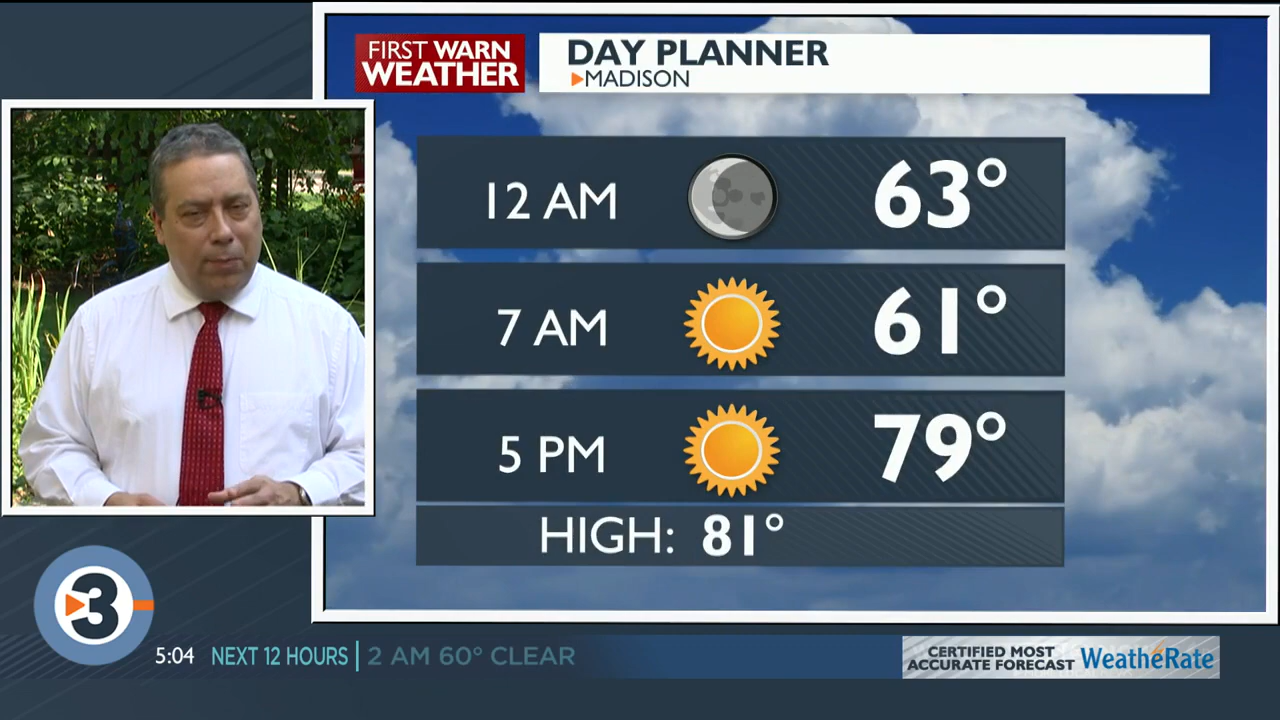 FIRST WARN
WEATHER
DAY PLANNER
MADISON
12 AM 63°
7 AM 61°
5 PM 79°
HIGH: 81°
3
5:04 NEXT 12 HOURS 2 AM 60° CLEAR
CERTIFIED MOST
ACCURATE FORECAST WeatheRate